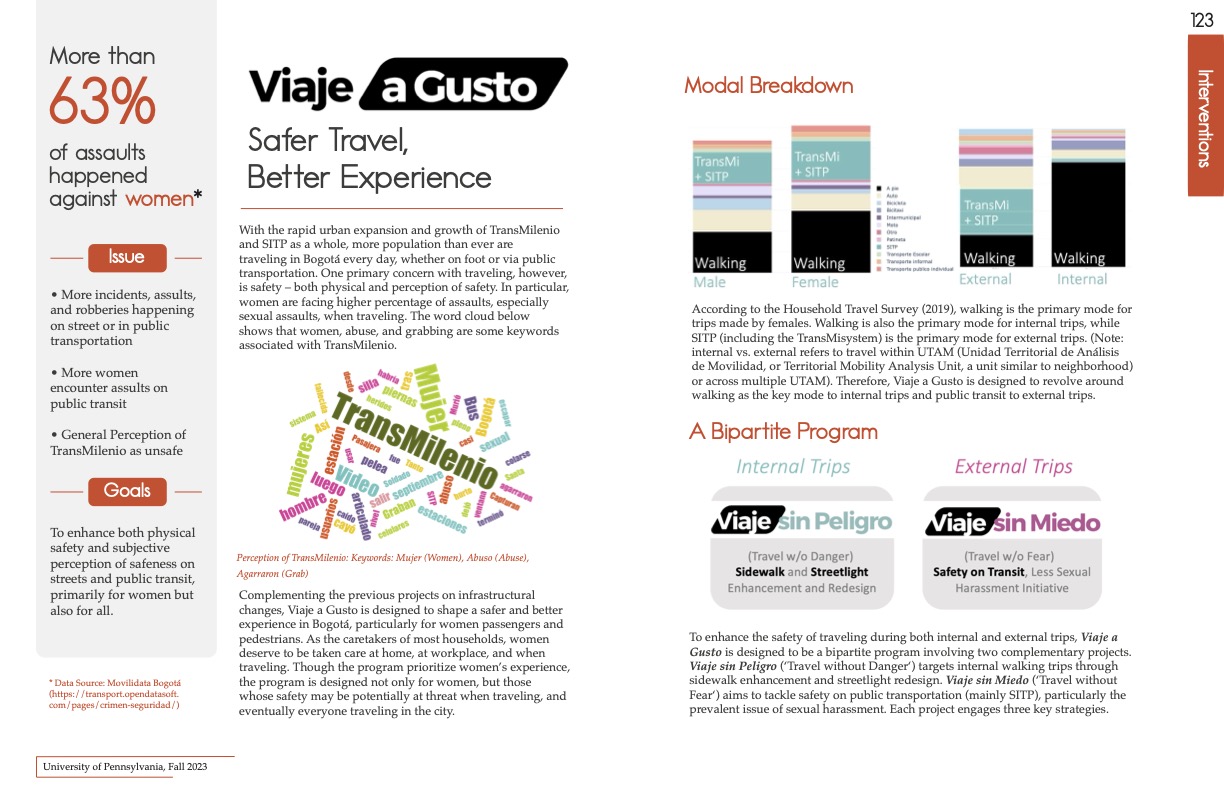 More than
63%
of assaults
happened
against women*
Issue
• More incidents, assults,
and robberies happening
on street or in public
transportation
• More women
encounter assults on
public transit
• General Perception of
TransMilenio as unsafe
Goals
To enhance both physical
safety and subjective
perception of safeness on
streets and public transit,
primarily for women but
also for all.
* Data Source: Movilidata Bogotá
(https://transport.opendatasoft.
com/pages/crimen-seguridad/)
University of Pennsylvania, Fall 2023
Viaje a Gusto
Safer Travel,
Better Experience
With the rapid urban expansion and growth of TransMilenio
and SITP as a whole, more population than ever are
traveling in Bogotá every day, whether on foot or via public
transportation. One primary concern with traveling, however,
is safety – both physical and perception of safety. In particular,
women are facing higher percentage of assaults, especially
sexual assaults, when traveling. The word cloud below
shows that women, abuse, and grabbing are some keywords
associated with TransMilenio.
TransMilenio
Mujer
mujeres
hombre
Video
luego
estación
Bus
Bogotá
sexual
abuso
septiembre
estaciones
Graban
salir
articulado
usuarios
cayó
caído
pareja
celulares
nivel
Soldado
pelea
Pasajera
fue
Tanto
usar
Así
sistema
fallecida
desde
silla
habría
tras
piernas
heridos
Murió
plena
casi
escapar
colarse
Santa
agarraron
Capturan
ventana
terminó
dejó
barra
SITP
Perception of TransMilenio: Keywords: Mujer (Women), Abuso (Abuse),
Agarraron (Grab)
Complementing the previous projects on infrastructural
changes, Viaje a Gusto is designed to shape a safer and better
experience in Bogotá, particularly for women passengers and
pedestrians. As the caretakers of most households, women
deserve to be taken care at home, at workplace, and when
traveling. Though the program prioritize women's experience,
the program is designed not only for women, but those
whose safety may be potentially at threat when traveling, and
eventually everyone traveling in the city.
123
Interventions
Modal Breakdown
TransMi
+ SITP
Walking
Male
TransMi
+ SITP
Walking
Female
A pie
Auto
Bicicleta
Bicitaxi
Intermunicipal
Moto
Otro
Patineta
SITP
Transporte Escolar
Transporte informal
Transporte publico individual
TransMi
+ SITP
Walking
External
Walking
Internal
According to the Household Travel Survey (2019), walking is the primary mode for
trips made by females. Walking is also the primary mode for internal trips, while
SITP (including the TransMisystem) is the primary mode for external trips. (Note:
internal vs. external refers to travel within UTAM (Unidad Territorial de Análisis
de Movilidad, or Territorial Mobility Analysis Unit, a unit similar to neighborhood)
or across multiple UTAM). Therefore, Viaje a Gusto is designed to revolve around
walking as the key mode to internal trips and public transit to external trips.
A Bipartite Program
Internal Trips
Viaje sin Peligro
(Travel w/o Danger)
Sidewalk and Streetlight
Enhancement and Redesign
External Trips
Viaje sin Miedo
(Travel w/o Fear)
Safety on Transit, Less Sexual
Harassment Initiative
To enhance the safety of traveling during both internal and external trips, Viaje a
Gusto is designed to be a bipartite program involving two complementary projects.
Viaje sin Peligro ('Travel without Danger') targets internal walking trips through
sidewalk enhancement and streetlight redesign. Viaje sin Miedo ('Travel without
Fear') aims to tackle safety on public transportation (mainly SITP), particularly the
prevalent issue of sexual harassment. Each project engages three key strategies.